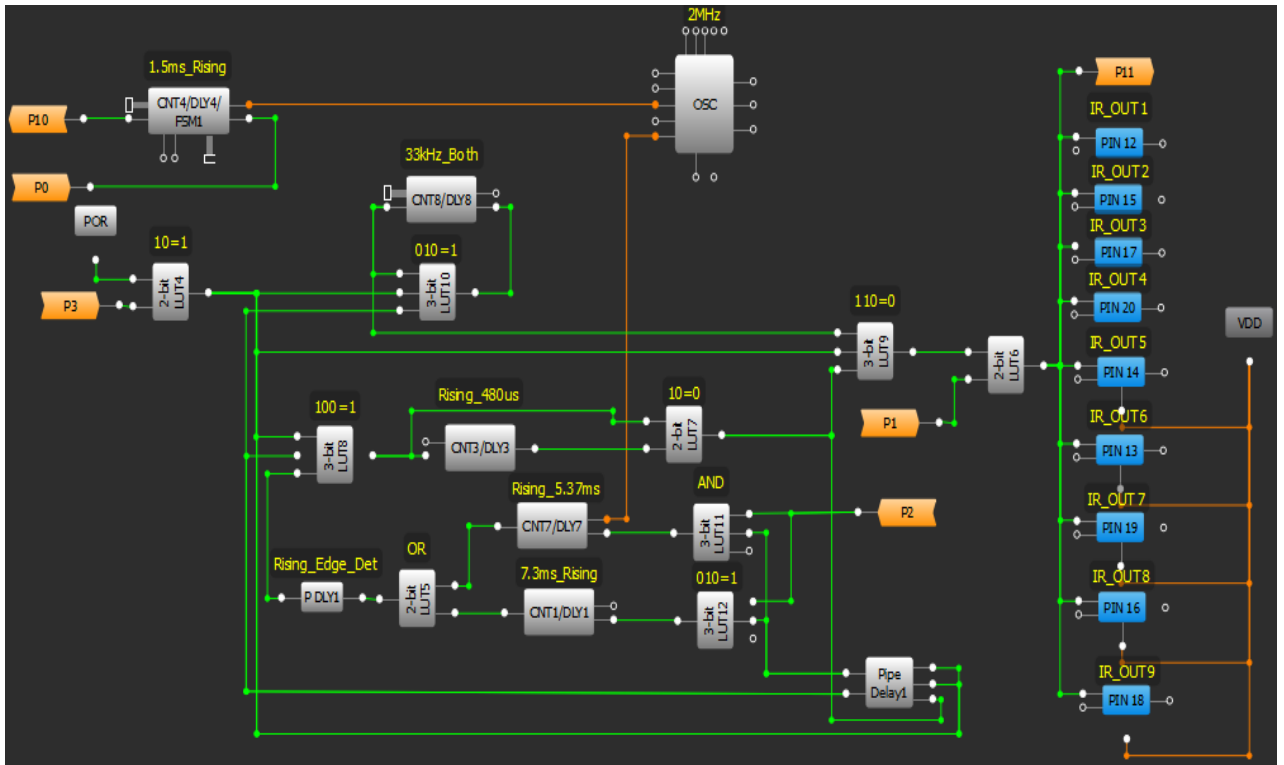 2MHz
OSC
1.5ms_Rising
CNT4/DLY4/
FSM1
P10
P0
POR
10=1
2-bit
LUT4
P3
33kHz_Both
CNT8/DLY8
010=1
3-bit
LUT10
110=0
3-bit
LUT9
2-bit
LUT6
P1
100=1
3-bit
LUT8
Rising_480us
CNT3/DLY3
10=0
2-bit
LUT7
Rising_5.37ms
CNT7/DLY7
AND
3-bit
LUT11
P2
Rising_Edge_Det
P DLY1
OR
2-bit
LUT5
7.3ms_Rising
CNT1/DLY1
010=1
3-bit
LUT12
Pipe
Delay1
P11
IR_OUT1
PIN 12
IR_OUT2
PIN 15
IR_OUT3
PIN 17
IR_OUT4
PIN 20
IR_OUT5
PIN 14
IR_OUT6
PIN 13
IR_OUT7
PIN 19
IR_OUT8
PIN 16
IR_OUT9
PIN 18
VDD